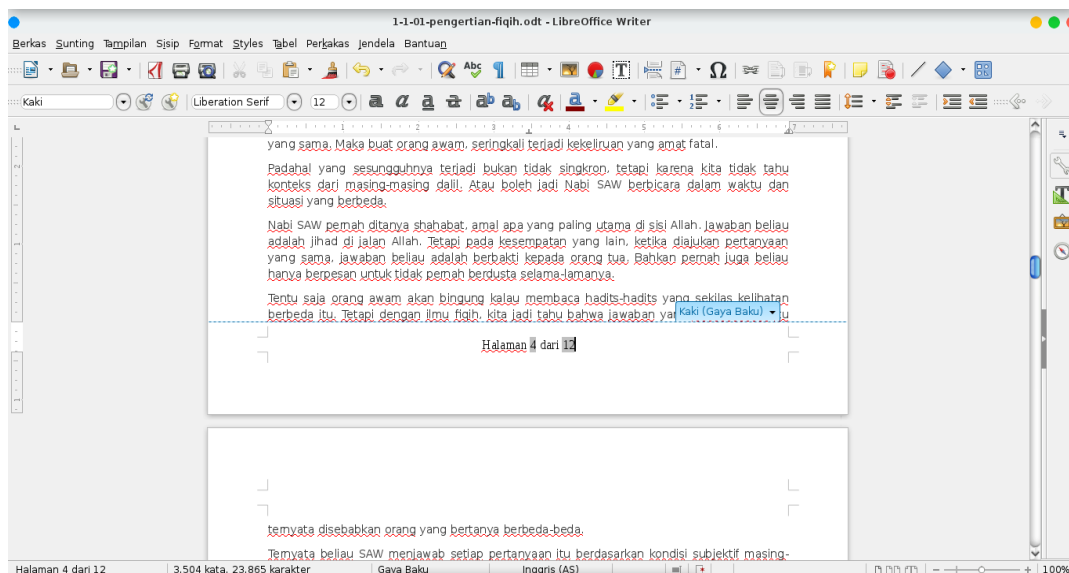 1-1-01-pengertian-fiqih.odt - LibreOffice Writer
Berkas Sunting Tampilan Sisip Format Styles Tabel Perkakas Jendela Bantuan
Kaki Liberation Serif 12
1 2 3 4 5 6 7
yang sama. Maka buat orang awam, seringkali terjadi kekeliruan yang amat fatal.
Padahal yang sesungguhnya terjadi bukan tidak singkron, tetapi karena kita tidak tahu
konteks dari masing-masing dalil. Atau boleh jadi Nabi SAW berbicara dalam waktu dan
situasi yang berbeda.
Nabi SAW pernah ditanya shahabat, amal apa yang paling utama di sisi Allah. Jawaban beliau
adalah jihad di jalan Allah. Tetapi pada kesempatan yang lain, ketika diajukan pertanyaan
yang sama, jawaban beliau adalah berbakti kepada orang tua. Bahkan pernah juga beliau
hanya berpesan untuk tidak pernah berdusta selama-lamanya.
Tentu saja orang awam akan bingung kalau membaca hadits-hadits yang sekilas kelihatan
berbeda itu. Tetapi dengan ilmu fiqih, kita jadi tahu bahwa jawaban
Kaki (Gaya Baku)
Halaman 4 dari 12
ternyata disebabkan orang yang bertanya berbeda-beda.
Ternyata beliau SAW menjawab setiap pertanyaan itu berdasarkan kondisi subjektif masing-
Halaman 4 dari 12 3.504 kata, 23.865 karakter Gaya Baku Inggris (AS) 100%